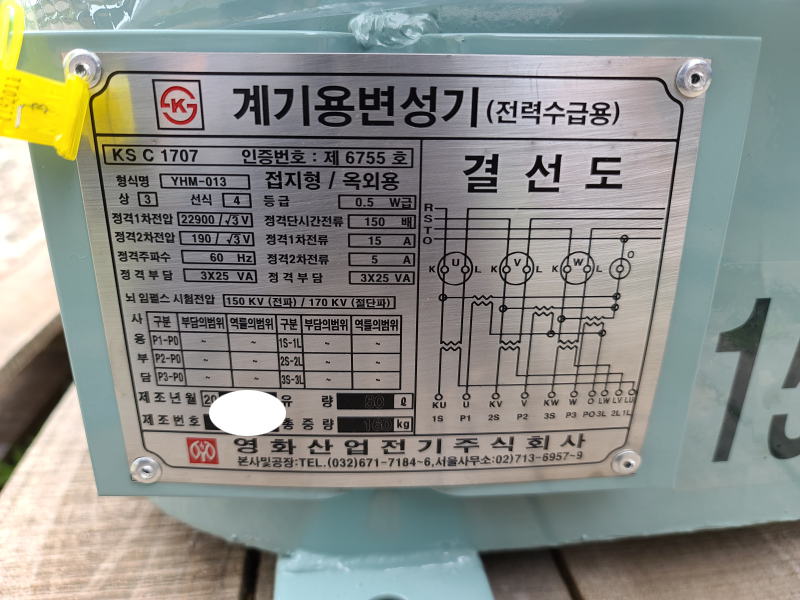 계기용변성기(전력수급용)
KS C 1707 인증번호 : 제 6755 호
형식명 YHM-013 접지형 / 옥외용
상 3 선식 4 등급 0.5 W급
정격1차전압 22900 / √3 V 정격단시간전류 150 배
정격2차전압 190 / √3 V 정격1차전류 15 A
정격주파수 60 Hz 정격2차전류 5 A
정격부담 3X25 VA 정격부담 3X25 VA
뇌임펄스 시험전압 150 KV (전파) / 170 KV (절단파)
사용부담 구분 부담의범위 역률의범위 구분 부담의범위 역률의범위
P1-P0 ~ ~ 1S-1L ~ ~
P2-P0 ~ ~ 2S-2L ~ ~
P3-P0 ~ ~ 3S-3L ~ ~
제조년월 20 유량 60 ℓ
제조번호 총중량 160 kg
결선도
R
S
T
O
K U L K V L K W L O
KU U KV V KW W O LW LV LU
1S P1 2S P2 3S P3 PO 3L 2L 1L
영화산업전기주식회사
본사및공장:TEL.(032)671-7184~6,서울사무소:02)713-6957~9
15